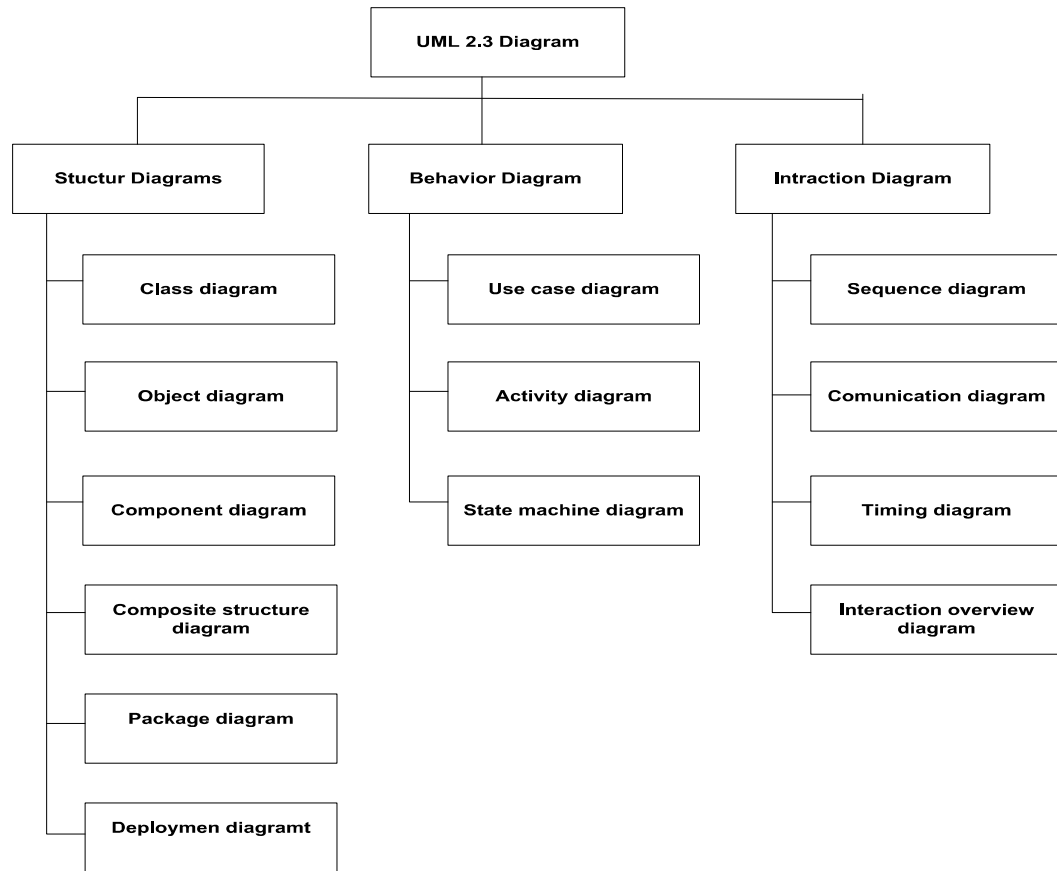 UML 2.3 Diagram
Stuctur Diagrams
Behavior Diagram
Intraction Diagram
Class diagram
Use case diagram
Sequence diagram
Object diagram
Activity diagram
Comunication diagram
Component diagram
State machine diagram
Timing diagram
Composite structure
diagram
Interaction overview
diagram
Package diagram
Deploymen diagramt